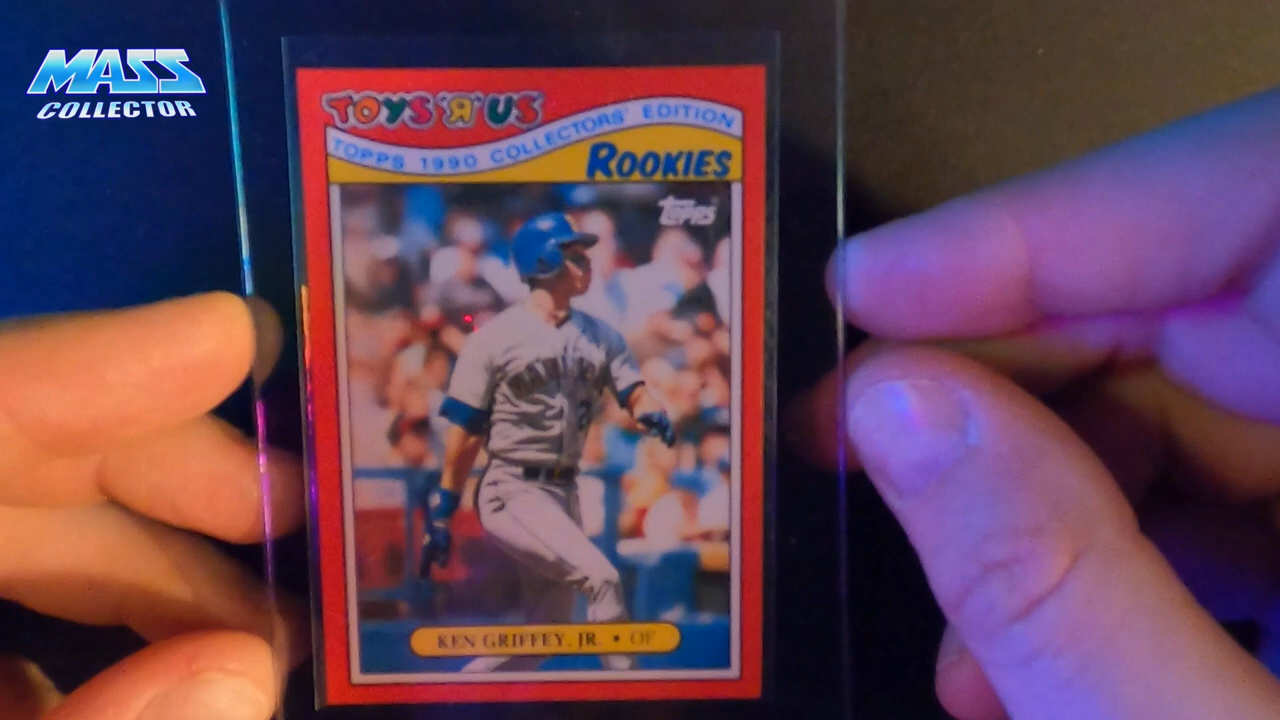 MASS
COLLECTOR
TOYS "R" US
TOPPS 1990 COLLECTORS' EDITION
ROOKIES
TOPPS
KEN GRIFFEY, JR. • OF